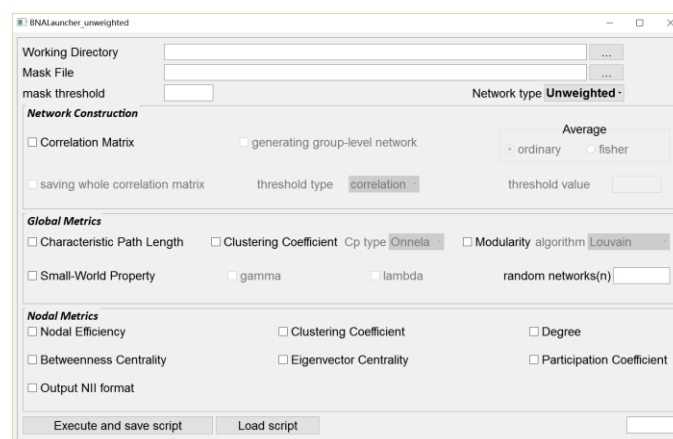 BNALauncher_unweighted
Working Directory ...
Mask File ...
mask threshold Network type Unweighted
Network Construction
Correlation Matrix generating group-level network Average
ordinary fisher
saving whole correlation matrix threshold type correlation threshold value
Global Metrics
Characteristic Path Length Clustering Coefficient Cp type Onnela Modularity algorithm Louvain
Small-World Property gamma lambda random networks(n)
Nodal Metrics
Nodal Efficiency Clustering Coefficient Degree
Betweenness Centrality Eigenvector Centrality Participation Coefficient
Output NII format
Execute and save script Load script